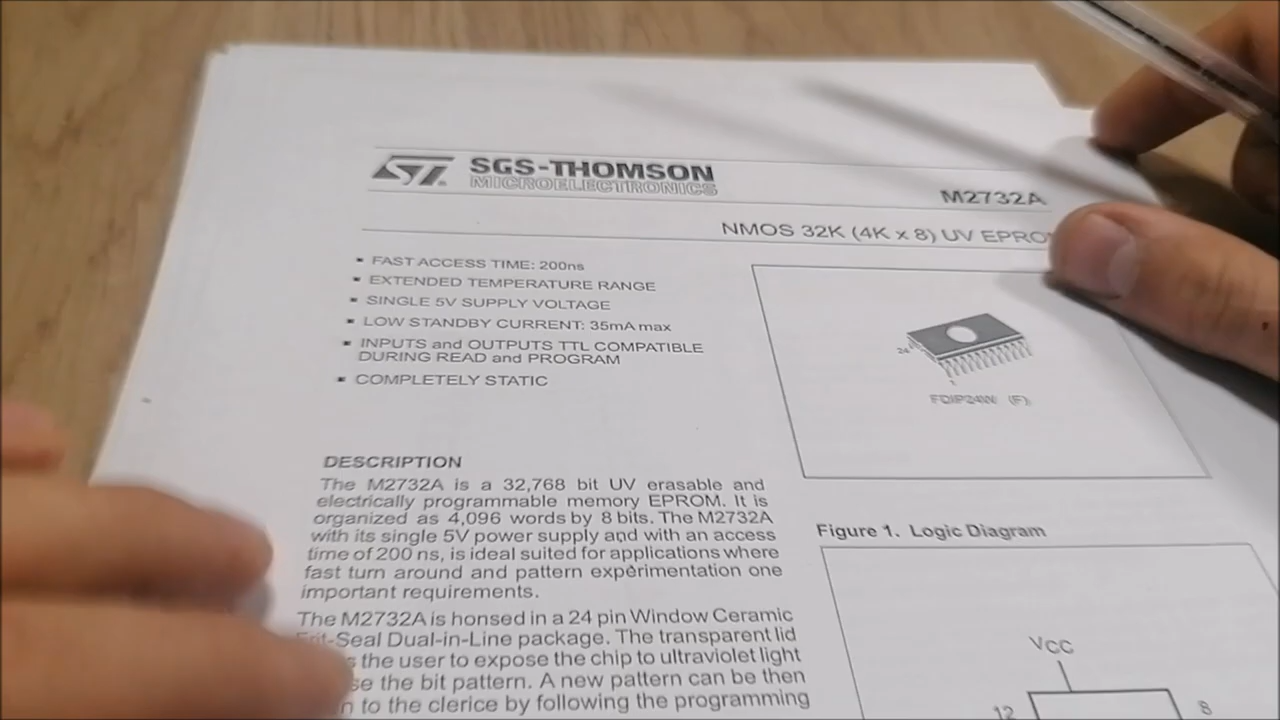 ST SGS-THOMSON
MICROELECTRONICS
M2732A
NMOS 32K (4K x 8) UV EPRO
FAST ACCESS TIME: 200ns
EXTENDED TEMPERATURE RANGE
SINGLE 5V SUPPLY VOLTAGE
LOW STANDBY CURRENT: 35mA max
INPUTS and OUTPUTS TTL COMPATIBLE
DURING READ and PROGRAM
COMPLETELY STATIC
24
1
FDIP24W (F)
DESCRIPTION
The M2732A is a 32,768 bit UV erasable and
electrically programmable memory EPROM. It is
organized as 4,096 words by 8 bits. The M2732A
with its single 5V power supply and with an access
time of 200 ns, is ideal suited for applications where
fast turn around and pattern experimentation one
important requirements.
The M2732A is honsed in a 24 pin Window Ceramic
Frit-Seal Dual-in-Line package. The transparent lid
s the user to expose the chip to ultraviolet light
se the bit pattern. A new pattern can be then
n to the clerice by following the programming
Figure 1. Logic Diagram
VCC
12
8